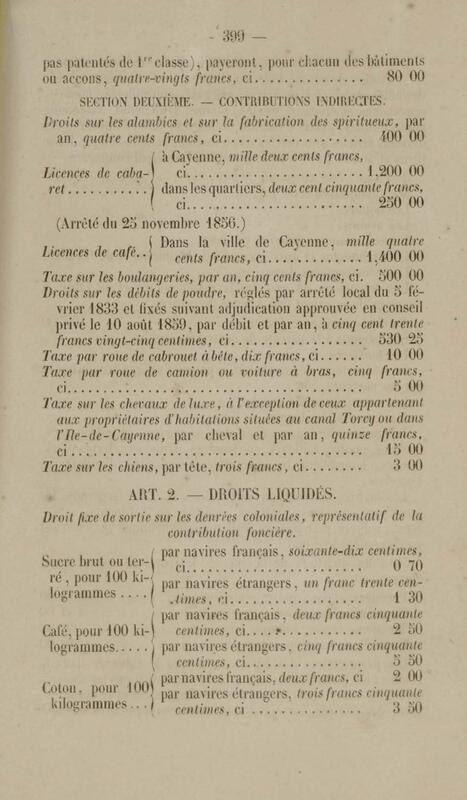 - 399 —
pas patentés de 1re classe), payeront, pour chacun des bâtiments
ou accons, quatre-vingts francs, ci............... 80 00
SECTION DEUXIÈME. — CONTRIBUTIONS INDIRECTES.
Droits sur les alambics et sur la fabrication des spiritueux, par
an, quatre cents francs, ci.................. 400 00
à Cayenne, mille deux cents francs,
Licences de caba- ci.................. 1,200 00
ret........... dans les quartiers, deux cent cinquante francs,
ci.................. 250 00
(Arrêté du 25 novembre 1856.)
Licences de café.. Dans la ville de Cayenne, mille quatre
cents francs, ci............. 1,400 00
Taxe sur les boulangeries, par an, cinq cents francs, ci. 500 00
Droits sur les débits de poudre, réglés par arrêté local du 5 fé-
vrier 1833 et fixés suivant adjudication approuvée en conseil
privé le 10 août 1859, par débit et par an, à cinq cent trente
francs vingt-cinq centimes, ci................ 530 25
Taxe par roue de cabrouet à bête, dix francs, ci...... 10 00
Taxe par roue de camion ou voiture à bras, cinq francs,
ci.................................... 5 00
Taxe sur les chevaux de luxe, à l'exception de ceux appartenant
aux propriétaires d'habitations situées au canal Torcy ou dans
l'Ile-de-Cayenne, par cheval et par an, quinze francs,
ci.................................... 15 00
Taxe sur les chiens, par tête, trois francs, ci........ 3 00
ART. 2. — DROITS LIQUIDÉS.
Droit fixe de sortie sur les denrées coloniales, représentatif de la
contribution foncière.
Sucre brut ou ter- par navires français, soixante-dix centimes,
ci.................. 0 70
ré, pour 100 ki- par navires étrangers, un franc trente cen-
logrammes .... times, ci............... 1 30
par navires français, deux francs cinquante
Café, pour 100 ki- centimes, ci............... 2 50
logrammes..... par navires étrangers, cinq francs cinquante
centimes, ci............... 5 50
Coton, pour 100 par navires français, deux francs, ci 2 00
par navires étrangers, trois francs cinquante
kilogrammes... centimes, ci .............. 3 50